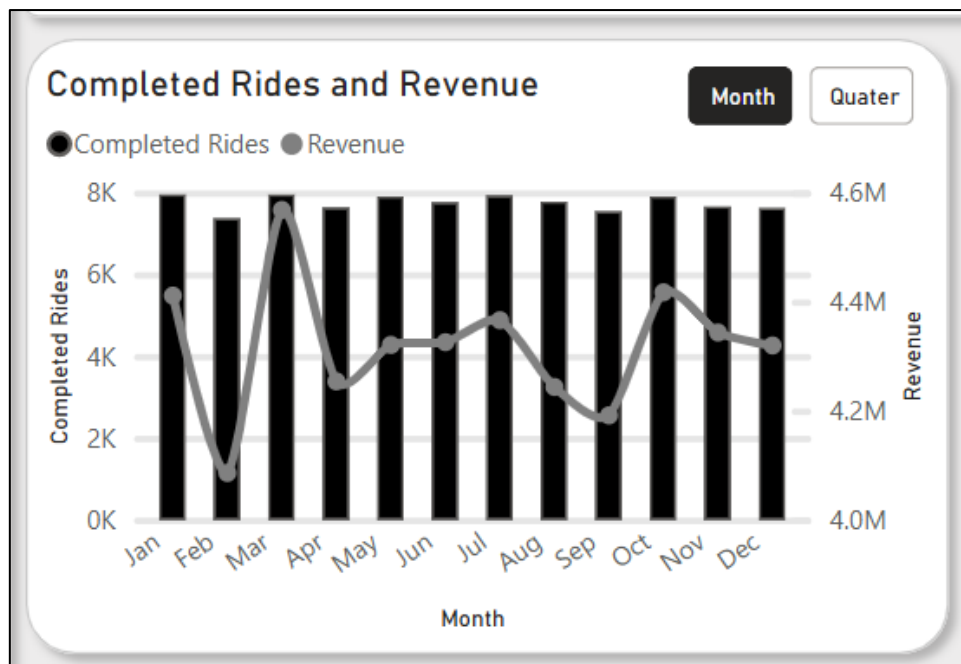 Completed Rides and Revenue
Month
Quater
Completed Rides
Revenue
8K
6K
4K
2K
0K
Completed Rides
4.6M
4.4M
4.2M
4.0M
Revenue
Jan Feb Mar Apr May Jun Jul Aug Sep Oct Nov Dec
Month